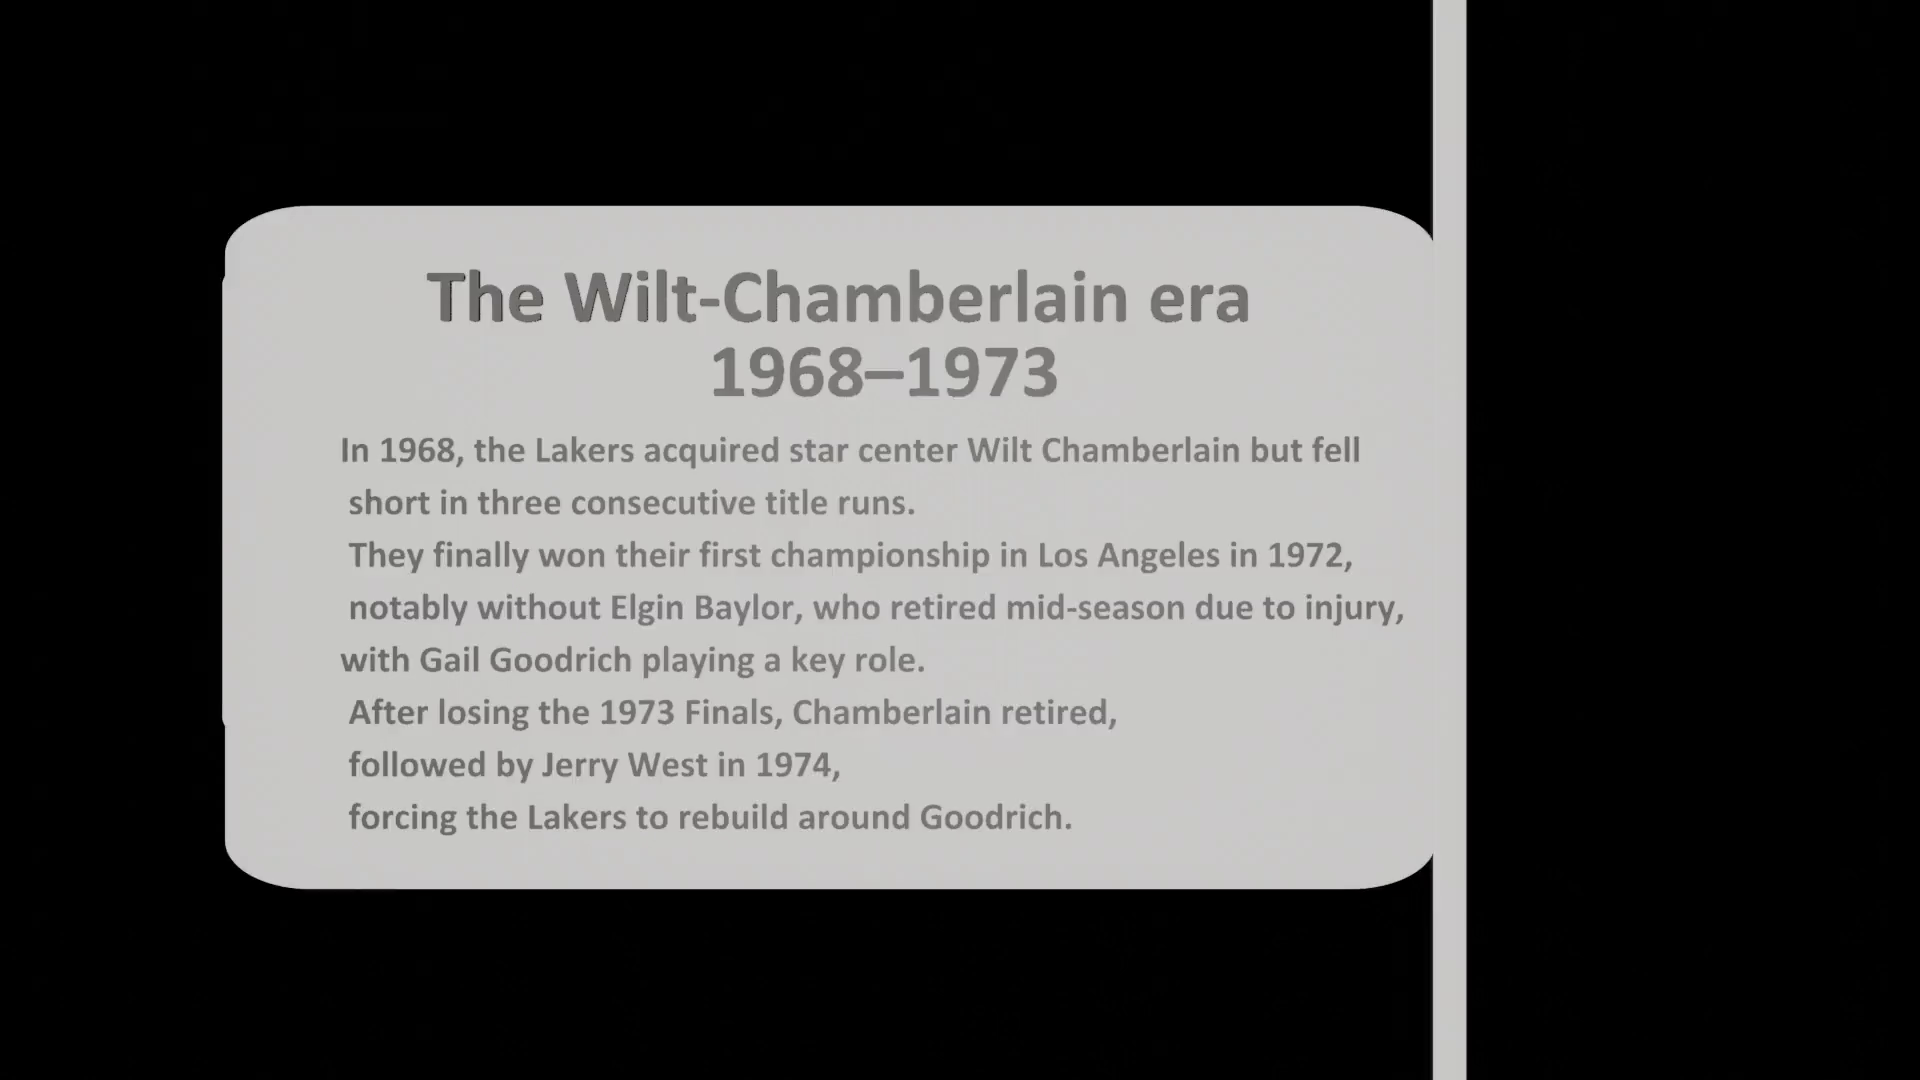 The Wilt-Chamberlain era
1968–1973
In 1968, the Lakers acquired star center Wilt Chamberlain but fell
short in three consecutive title runs.
They finally won their first championship in Los Angeles in 1972,
notably without Elgin Baylor, who retired mid-season due to injury,
with Gail Goodrich playing a key role.
After losing the 1973 Finals, Chamberlain retired,
followed by Jerry West in 1974,
forcing the Lakers to rebuild around Goodrich.